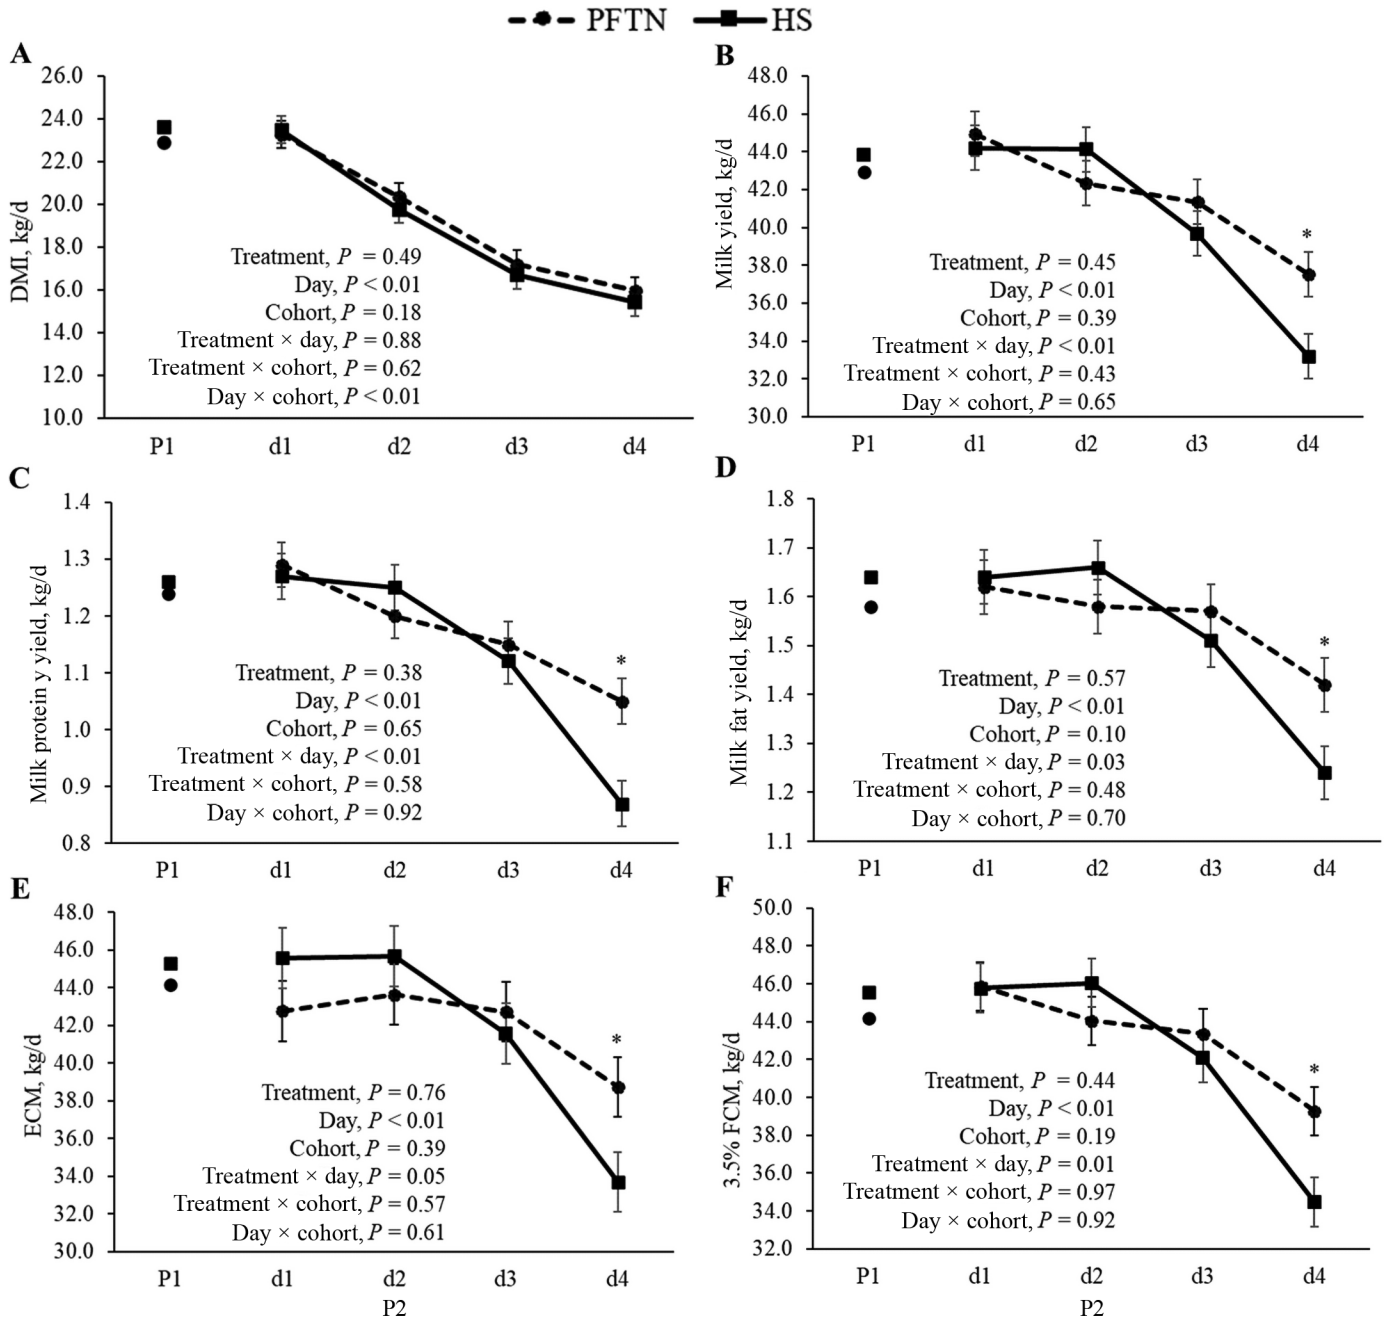 PFTN HS
A
26.0
24.0
22.0
20.0
18.0
16.0
14.0
12.0
10.0
DMI, kg/d
Treatment, P = 0.49
Day, P < 0.01
Cohort, P = 0.18
Treatment × day, P = 0.88
Treatment × cohort, P = 0.62
Day × cohort, P < 0.01
P1 d1 d2 d3 d4
B
48.0
46.0
44.0
42.0
40.0
38.0
36.0
34.0
32.0
30.0
Milk yield, kg/d
*
Treatment, P = 0.45
Day, P < 0.01
Cohort, P = 0.39
Treatment × day, P < 0.01
Treatment × cohort, P = 0.43
Day × cohort, P = 0.65
P1 d1 d2 d3 d4
C
1.4
1.3
1.2
1.1
1.0
0.9
0.8
Milk protein y yield, kg/d
*
Treatment, P = 0.38
Day, P < 0.01
Cohort, P = 0.65
Treatment × day, P < 0.01
Treatment × cohort, P = 0.58
Day × cohort, P = 0.92
P1 d1 d2 d3 d4
D
1.8
1.7
1.6
1.5
1.4
1.3
1.2
1.1
Milk fat yield, kg/d
*
Treatment, P = 0.57
Day, P < 0.01
Cohort, P = 0.10
Treatment × day, P = 0.03
Treatment × cohort, P = 0.48
Day × cohort, P = 0.70
P1 d1 d2 d3 d4
E
48.0
46.0
44.0
42.0
40.0
38.0
36.0
34.0
32.0
30.0
ECM, kg/d
*
Treatment, P = 0.76
Day, P < 0.01
Cohort, P = 0.39
Treatment × day, P = 0.05
Treatment × cohort, P = 0.57
Day × cohort, P = 0.61
P1 d1 d2 d3 d4
P2
F
50.0
48.0
46.0
44.0
42.0
40.0
38.0
36.0
34.0
32.0
3.5% FCM, kg/d
*
Treatment, P = 0.44
Day, P < 0.01
Cohort, P = 0.19
Treatment × day, P = 0.01
Treatment × cohort, P = 0.97
Day × cohort, P = 0.92
P1 d1 d2 d3 d4
P2